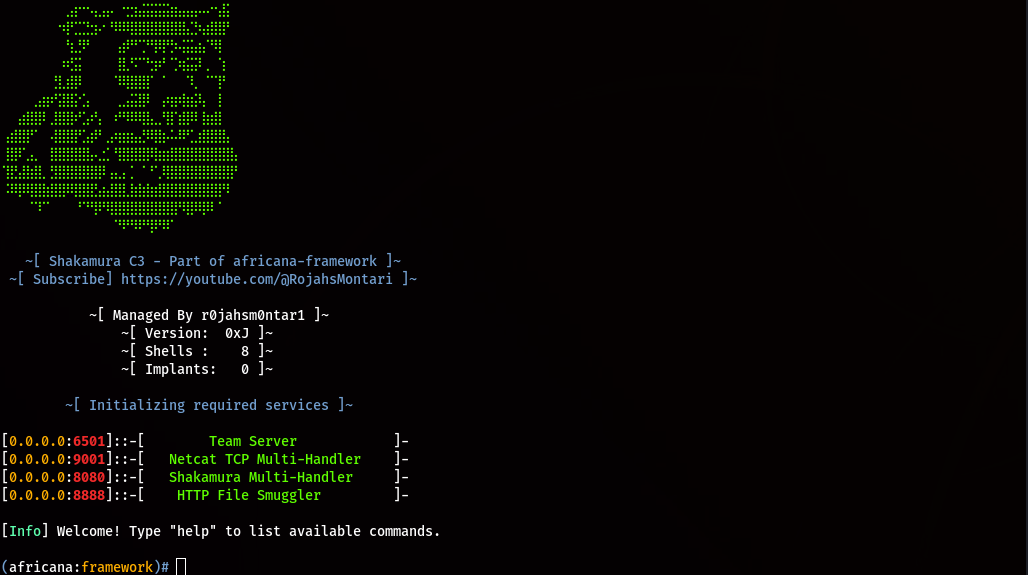 ~[ Shakamura C3 - Part of africana-framework ]~
~[ Subscribe] https://youtube.com/@RojahsMontari ]~
~[ Managed By r0jahsm0ntar1 ]~
~[ Version:  0xJ ]~
~[ Shells :    8 ]~
~[ Implants:   0 ]~
~[ Initializing required services ]~
[0.0.0.0:6501]::-[        Team Server            ]-
[0.0.0.0:9001]::-[   Netcat TCP Multi-Handler    ]-
[0.0.0.0:8080]::-[   Shakamura Multi-Handler     ]-
[0.0.0.0:8888]::-[    HTTP File Smuggler         ]-
[Info] Welcome! Type "help" to list available commands.
(africana:framework)#